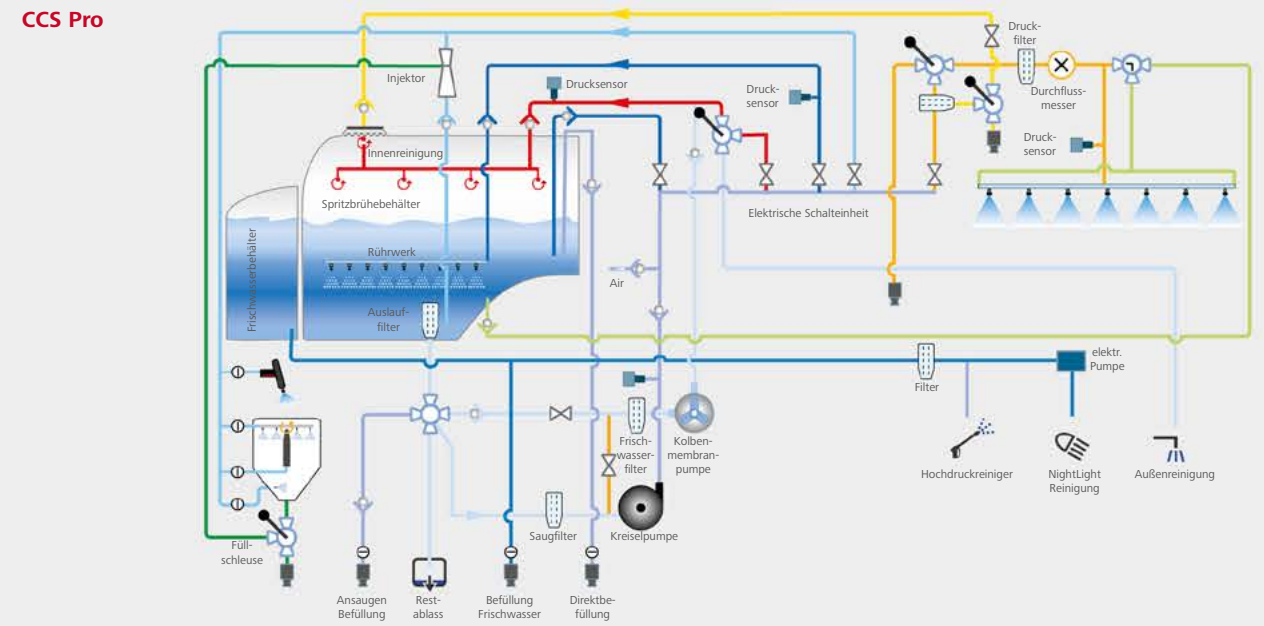 CCS Pro
Druck-
filter
Injektor
Drucksensor
Druck-
sensor
Durchfluss-
messer
Druck-
sensor
Innenreinigung
Spritzbrühebehälter
Elektrische Schalteinheit
Frischwasserbehälter
Rührwerk
Air
Auslauf-
filter
elektr.
Pumpe
Filter
Frisch-
wasser-
filter
Kolben-
membran-
pumpe
Hochdruckreiniger
NightLight
Reinigung
Außenreinigung
Saugfilter
Kreiselpumpe
Füll-
schleuse
Ansaugen
Befüllung
Rest-
ablass
Befüllung
Frischwasser
Direktbe-
füllung